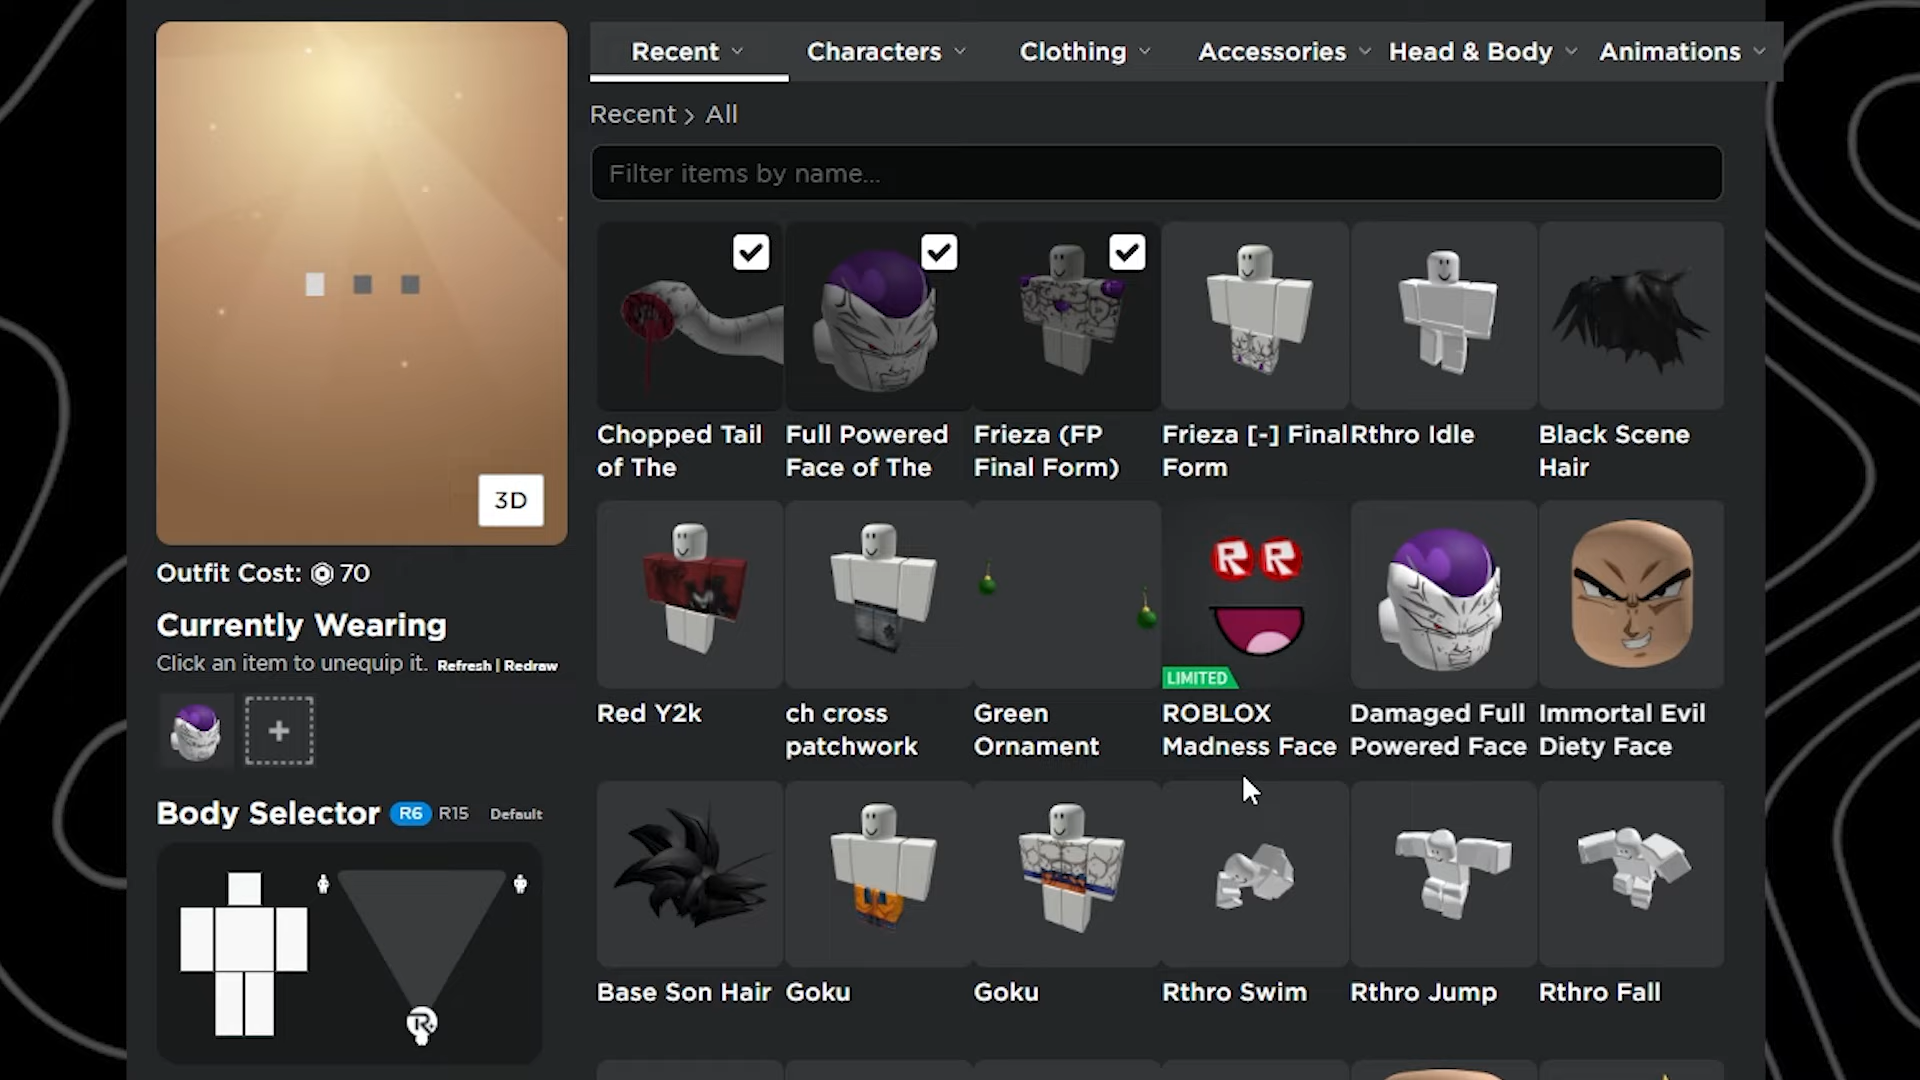 Recent
Characters
Clothing
Accessories
Head & Body
Animations
Recent > All
Filter items by name...
3D
Outfit Cost: 70
Currently Wearing
Click an item to unequip it. Refresh | Redraw
Body Selector R6 R15 Default
Chopped Tail
of The
Full Powered
Face of The
Frieza (FP
Final Form)
Frieza [-] Final
Form
Rthro Idle
Black Scene
Hair
Red Y2k
ch cross
patchwork
Green
Ornament
R R
LIMITED
ROBLOX
Madness Face
Damaged Full
Powered Face
Immortal Evil
Diety Face
Base Son Hair
Goku
Goku
Rthro Swim
Rthro Jump
Rthro Fall